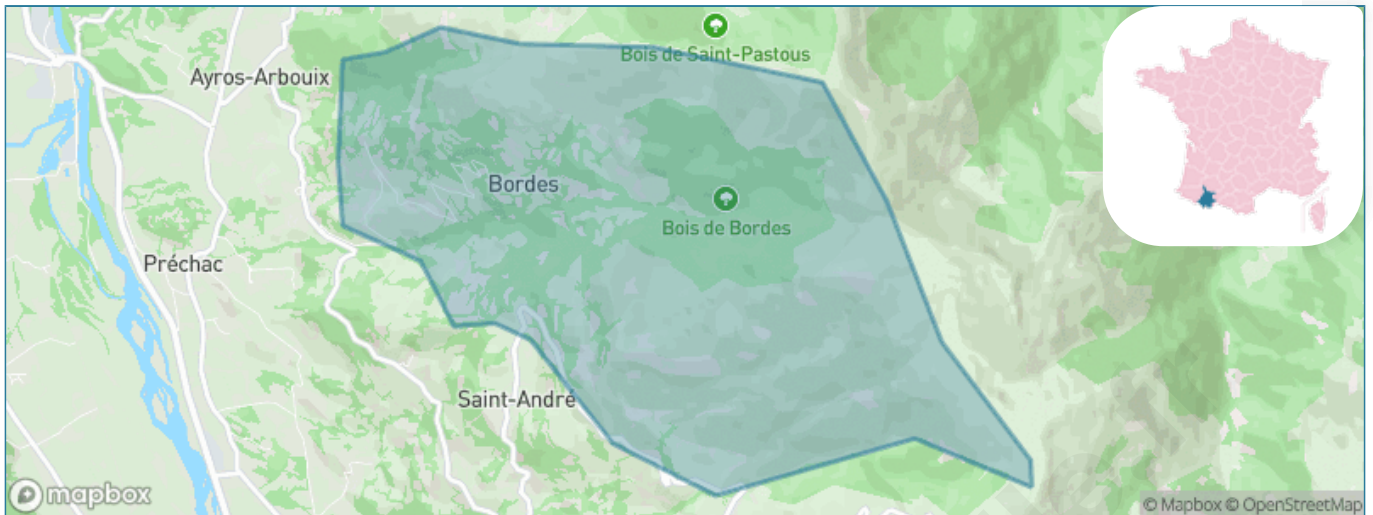 Bois de Saint-Pastous
Ayros-Arbouix
Bordes
Bois de Bordes
Préchac
Saint-André
mapbox
© Mapbox © OpenStreetMap